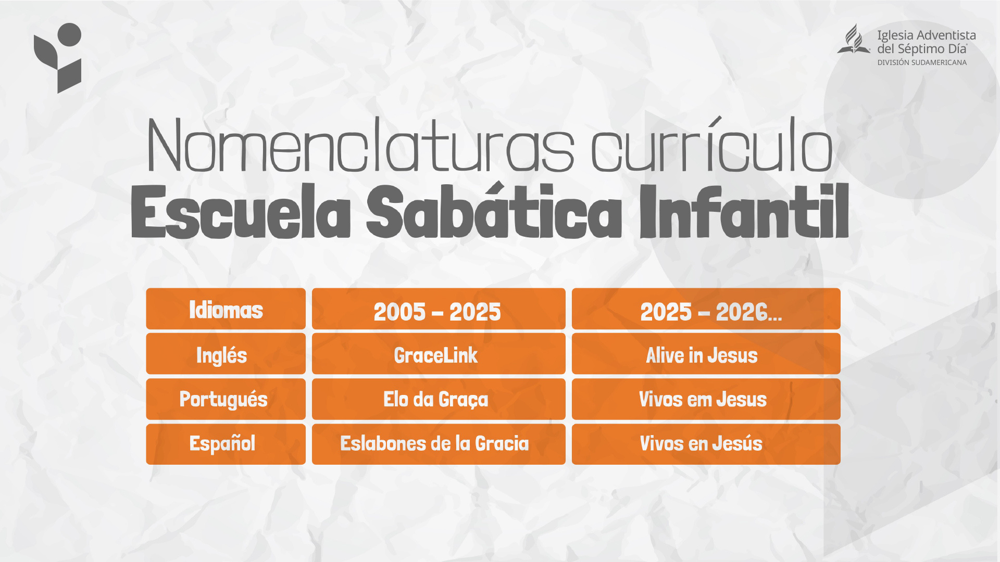 Iglesia Adventista
del Séptimo Día
DIVISIÓN SUDAMERICANA
Nomenclaturas currículo
Escuela Sabática Infantil
Idiomas 2005 – 2025 2025 – 2026...
Inglés GraceLink Alive in Jesus
Portugués Elo da Graça Vivos em Jesus
Español Eslabones de la Gracia Vivos en Jesús